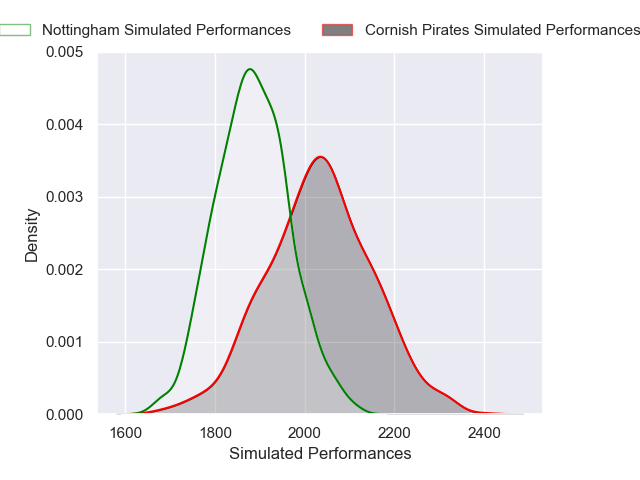 Nottingham Simulated Performances Cornish Pirates Simulated Performances
0.005
0.004
0.003
0.002
0.001
0.000
Density
1600 1800 2000 2200 2400
Simulated Performances